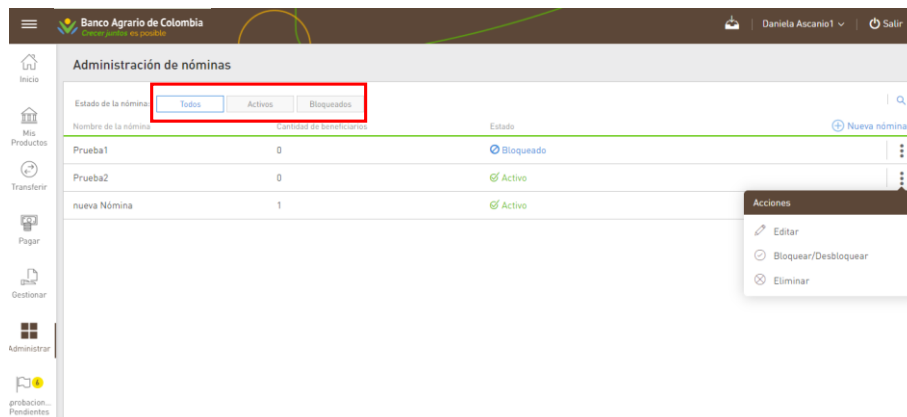 Banco Agrario de Colombia
Crecer juntos es posible
Daniela Ascanio1
Salir
Inicio
Mis
Productos
Transferir
Pagar
Gestionar
Administrar
6
aprobacion...
Pendientes
Administración de nóminas
Estado de la nómina: Todos Activos Bloqueados
Nombre de la nómina Cantidad de beneficiarios Estado Nueva nómina
Prueba1 0 Bloqueado
Prueba2 0 Activo
nueva Nómina 1 Activo
Acciones
Editar
Bloquear/Desbloquear
Eliminar